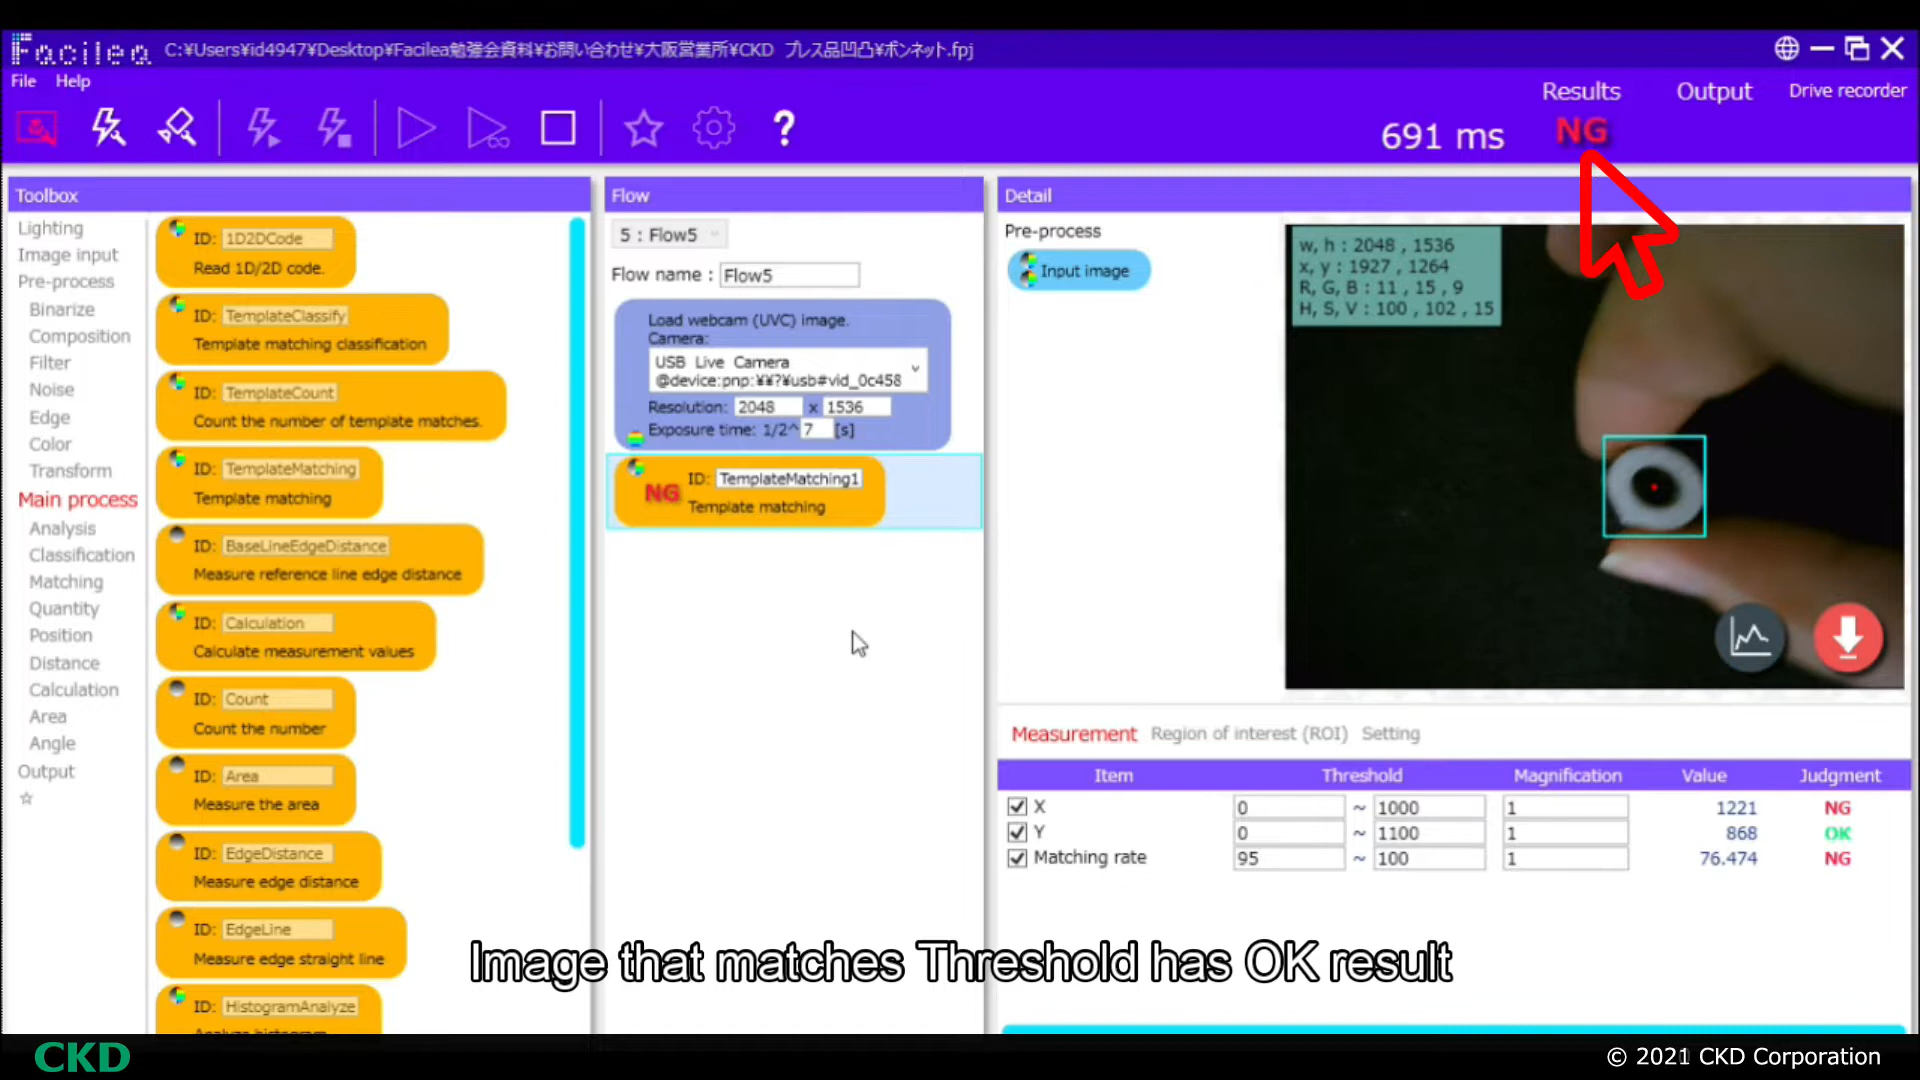 Facilea C:¥Users¥id4947¥Desktop¥Facilea勉強会資料¥お問い合わせ¥大阪営業所¥CKD プレス品凹凸¥ボンネット.fpj
File Help
Results Output Drive recorder
691 ms NG
Toolbox
Lighting
Image input
Pre-process
Binarize
Composition
Filter
Noise
Edge
Color
Transform
Main process
Analysis
Classification
Matching
Quantity
Position
Distance
Calculation
Area
Angle
Output
ID: 1D2DCode
Read 1D/2D code.
ID: TemplateClassify
Template matching classification
ID: TemplateCount
Count the number of template matches.
ID: TemplateMatching
Template matching
ID: BaseLineEdgeDistance
Measure reference line edge distance
ID: Calculation
Calculate measurement values
ID: Count
Count the number
ID: Area
Measure the area
ID: EdgeDistance
Measure edge distance
ID: EdgeLine
Measure edge straight line
ID: HistogramAnalyze
Analyze histogram
Flow
5 : Flow5
Flow name : Flow5
Load webcam (UVC) image.
Camera:
USB Live Camera
@device:pnp:¥¥?¥usb#vid_0c458
Resolution: 2048 x 1536
Exposure time: 1/2^ 7 [s]
NG ID: TemplateMatching1
Template matching
Detail
Pre-process
Input image
w, h : 2048 , 1536
x, y : 1927 , 1264
R, G, B : 11 , 15 , 9
H, S, V : 100 , 102 , 15
Measurement Region of interest (ROI) Setting
Item Threshold Magnification Value Judgment
X 0 ~ 1000 1 1221 NG
Y 0 ~ 1100 1 868 OK
Matching rate 95 ~ 100 1 76.474 NG
Image that matches Threshold has OK result
CKD
© 2021 CKD Corporation